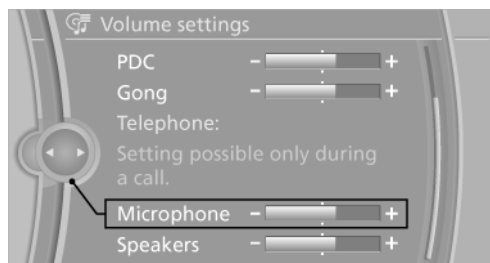 Volume settings
PDC - +
Gong - +
Telephone:
Setting possible only during
a call.
Microphone - +
Speakers - +